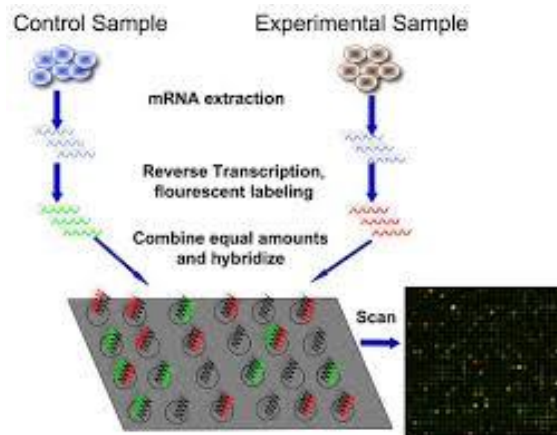 Control Sample
Experimental Sample
mRNA extraction
Reverse Transcription,
flourescent labeling
Combine equal amounts
and hybridize
Scan